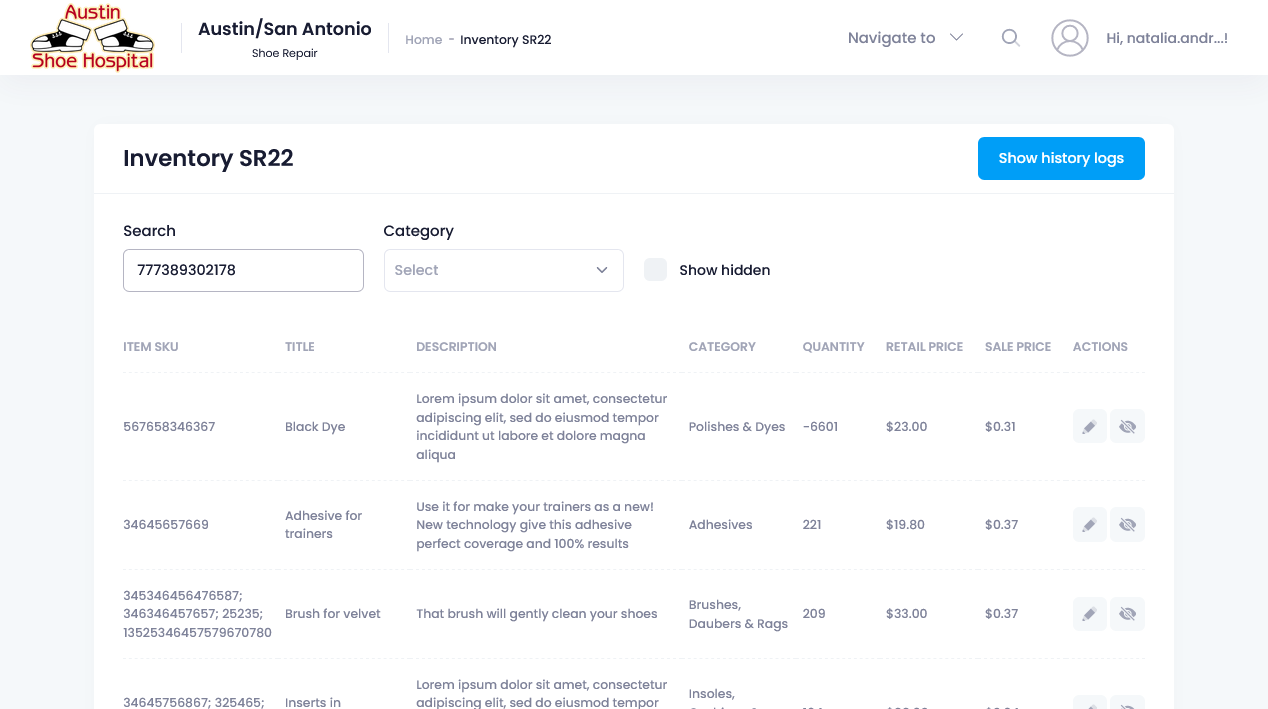 Austin
Shoe Hospital
Austin/San Antonio
Shoe Repair
Home - Inventory SR22
Navigate to
Hi, natalia.andr...!
Inventory SR22
Show history logs
Search
Category
777389302178
Select
Show hidden
ITEM SKU TITLE DESCRIPTION CATEGORY QUANTITY RETAIL PRICE SALE PRICE ACTIONS
567658346367
Black Dye
Lorem ipsum dolor sit amet, consectetur
adipiscing elit, sed do eiusmod tempor
incididunt ut labore et dolore magna
aliqua
Polishes & Dyes
-6601
$23.00
$0.31
34645657669
Adhesive for
trainers
Use it for make your trainers as a new!
New technology give this adhesive
perfect coverage and 100% results
Adhesives
221
$19.80
$0.37
345346456476587;
346346457657; 25235;
13525346457579670780
Brush for velvet
That brush will gently clean your shoes
Brushes,
Daubers & Rags
209
$33.00
$0.37
34645756867; 325465;
Inserts in
Lorem ipsum dolor sit amet, consectetur
adipiscing elit, sed do eiusmod tempor
Insoles,